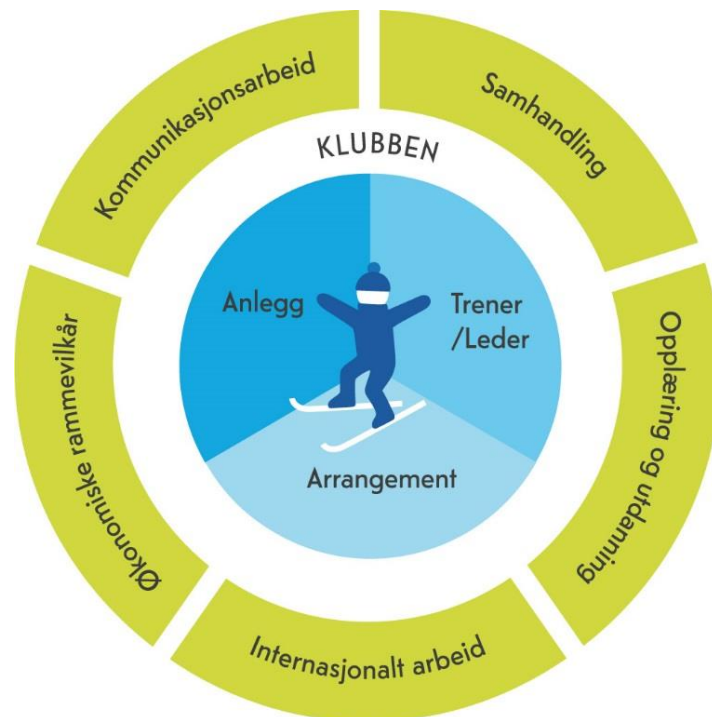 Kommunikasjonsarbeid
Samhandling
KLUBBEN
Anlegg
Trener
/Leder
Arrangement
Økonomiske rammevilkår
Opplæring og utdanning
Internasjonalt arbeid